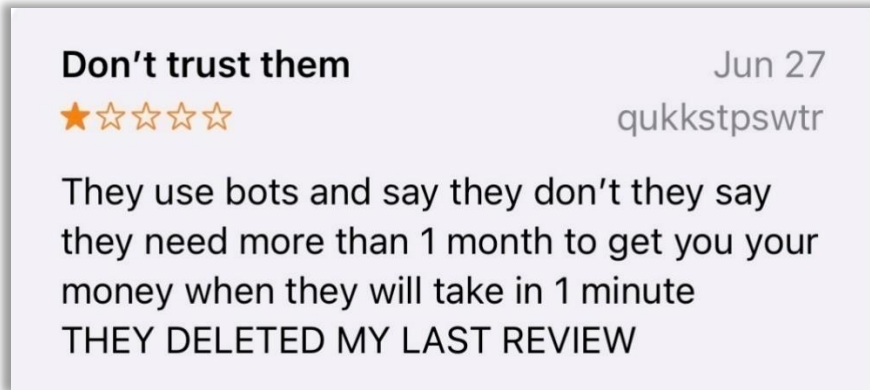 Don't trust them
Jun 27
qukkstpswtr
They use bots and say they don't they say
they need more than 1 month to get you your
money when they will take in 1 minute
THEY DELETED MY LAST REVIEW